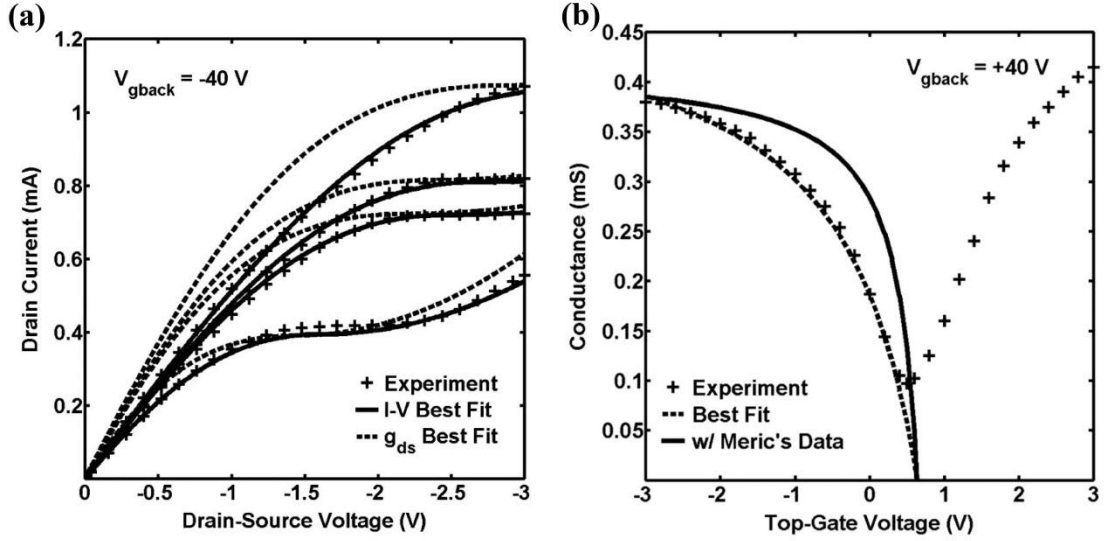 (a)
V_gback = -40 V
Drain Current (mA)
1.2
1
0.8
0.6
0.4
0.2
0
-0.5
-1
-1.5
-2
-2.5
-3
Drain-Source Voltage (V)
+ Experiment
I-V Best Fit
g_ds Best Fit
(b)
V_gback = +40 V
Conductance (mS)
0.45
0.4
0.35
0.3
0.25
0.2
0.15
0.1
0.05
-3
-2
-1
0
1
2
3
Top-Gate Voltage (V)
+ Experiment
Best Fit
w/ Meric's Data